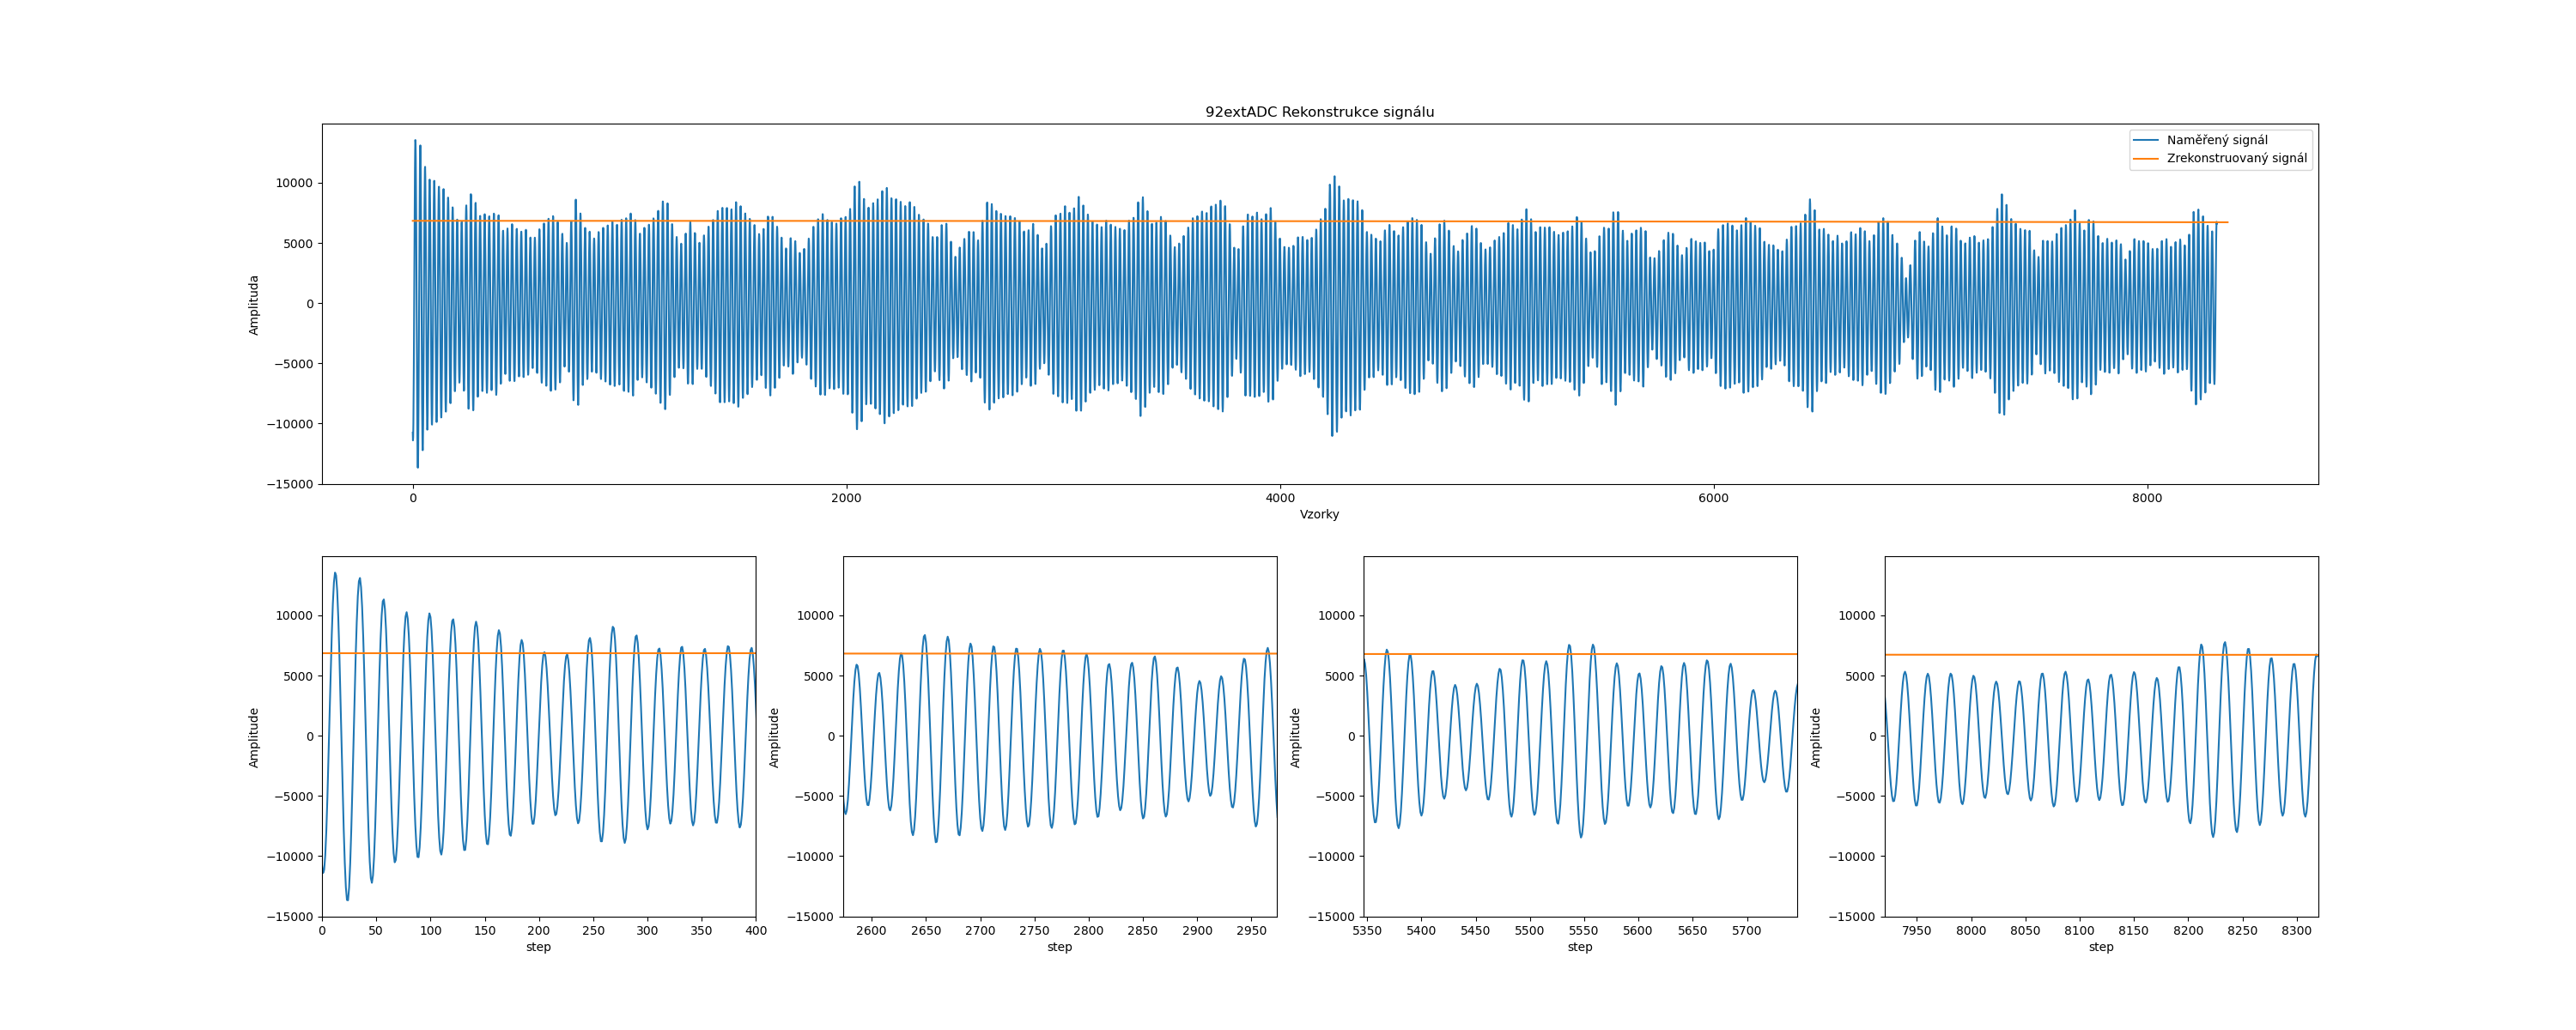 92extADC Rekonstrukce signálu
Naměřený signál
Zrekonstruovaný signál
Amplituda
10000
5000
0
−5000
−10000
−15000
0 2000 4000 6000 8000
Vzorky
Amplitude
10000
5000
0
−5000
−10000
−15000
0 50 100 150 200 250 300 350 400
step
Amplitude
10000
5000
0
−5000
−10000
−15000
2600 2650 2700 2750 2800 2850 2900 2950
step
Amplitude
10000
5000
0
−5000
−10000
−15000
5350 5400 5450 5500 5550 5600 5650 5700
step
Amplitude
10000
5000
0
−5000
−10000
−15000
7950 8000 8050 8100 8150 8200 8250 8300
step